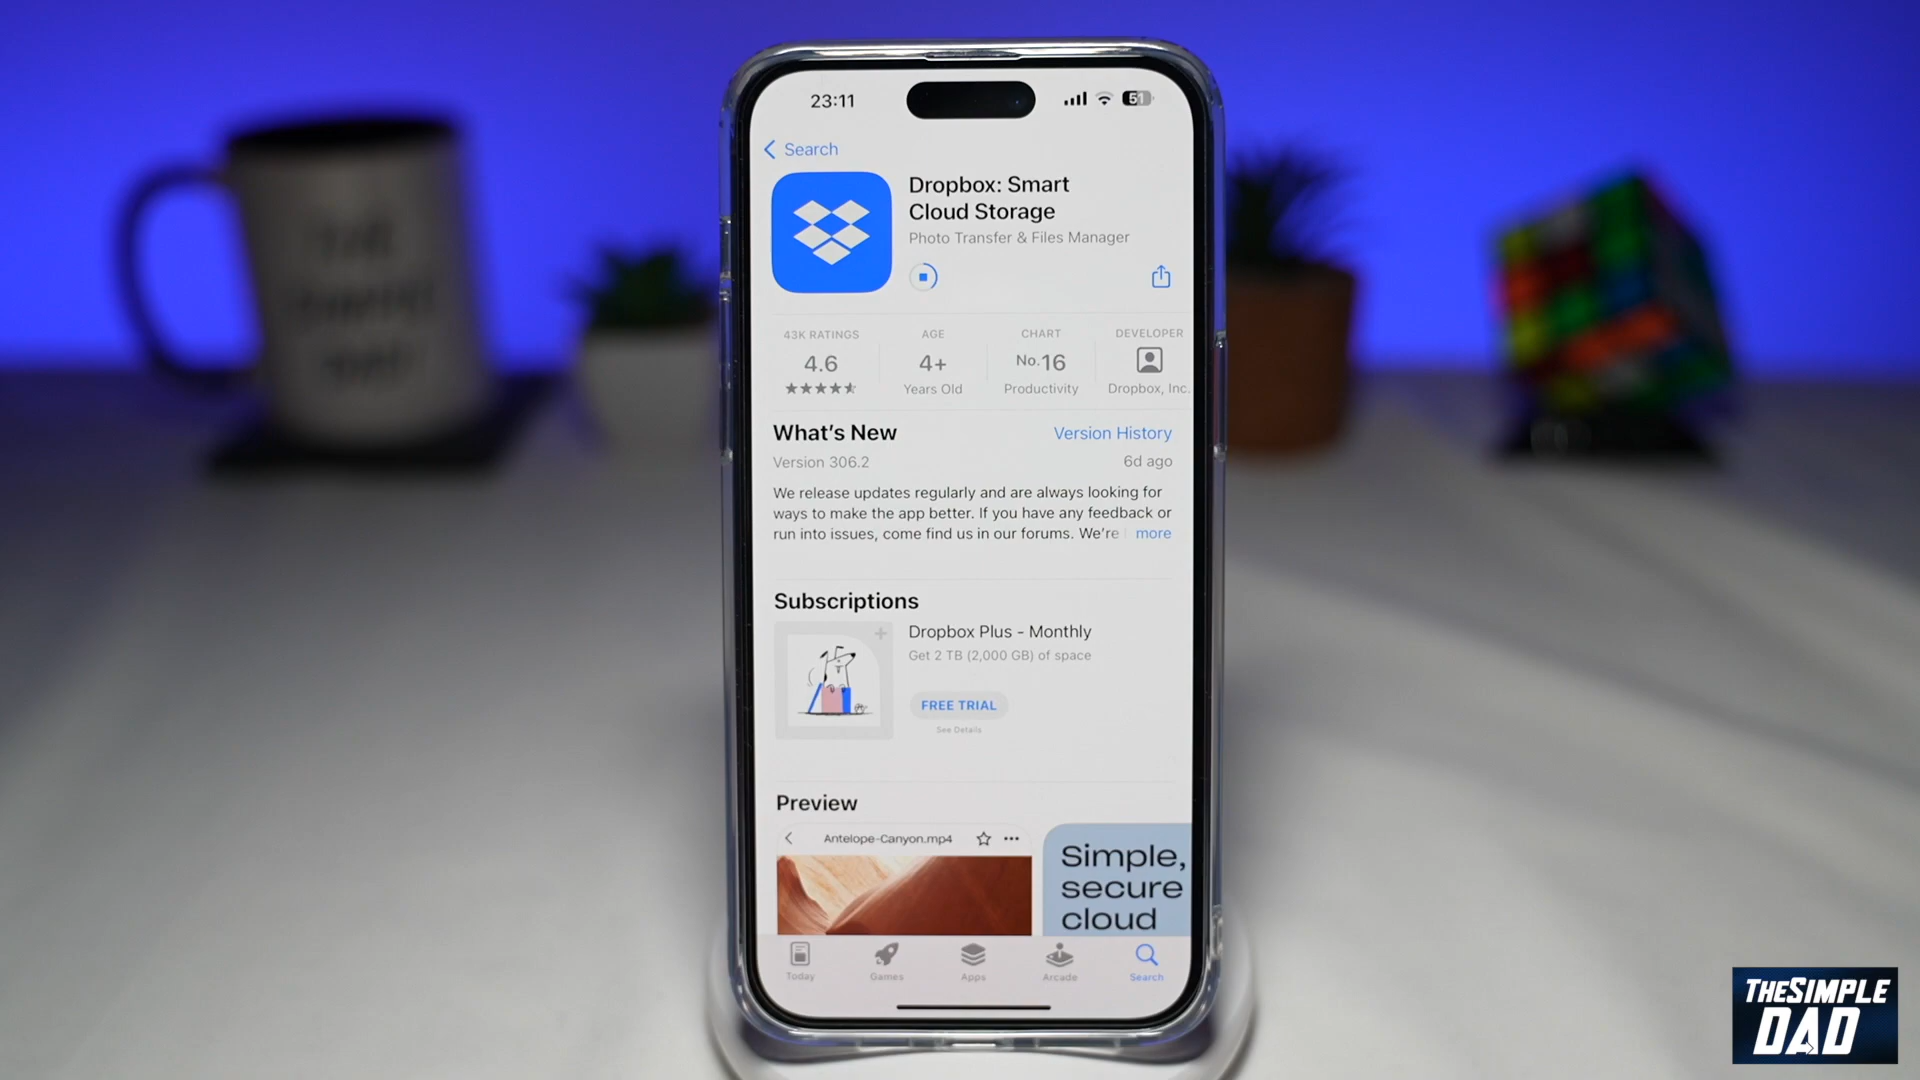 23:11
51
Search
Dropbox: Smart
Cloud Storage
Photo Transfer & Files Manager
43K RATINGS
4.6
AGE
4+
Years Old
CHART
No.16
Productivity
DEVELOPER
Dropbox, Inc.
What's New
Version History
Version 306.2
6d ago
We release updates regularly and are always looking for
ways to make the app better. If you have any feedback or
run into issues, come find us in our forums. We're
more
Subscriptions
Dropbox Plus - Monthly
Get 2 TB (2,000 GB) of space
FREE TRIAL
See Details
Preview
Antelope-Canyon.mp4
Simple,
secure
cloud
Today
Games
Apps
Arcade
Search
THESIMPLE
DAD